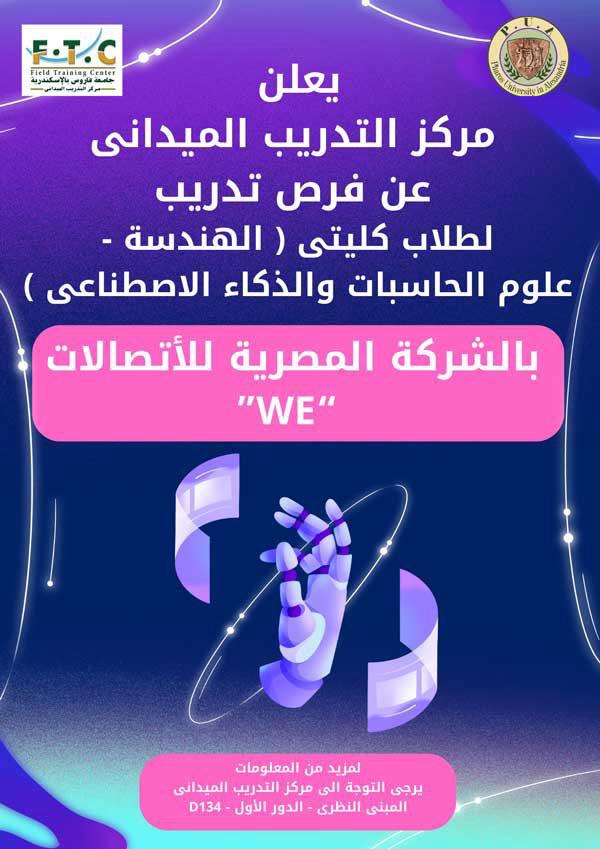 F.T.C
Field Training Center
جامعة فاروس بالإسكندرية
مركز التدريب الميدانى
P.U.A
Pharos University in Alexandria
يعلن
مركز التدريب الميدانى
عن فرص تدريب
لطلاب كليتى ( الهندسة -
علوم الحاسبات والذكاء الاصطناعى )
بالشركة المصرية للأتصالات
“WE”
لمزيد من المعلومات
يرجى التوجة الى مركز التدريب الميدانى
المبنى النظرى - الدور الأول - D134